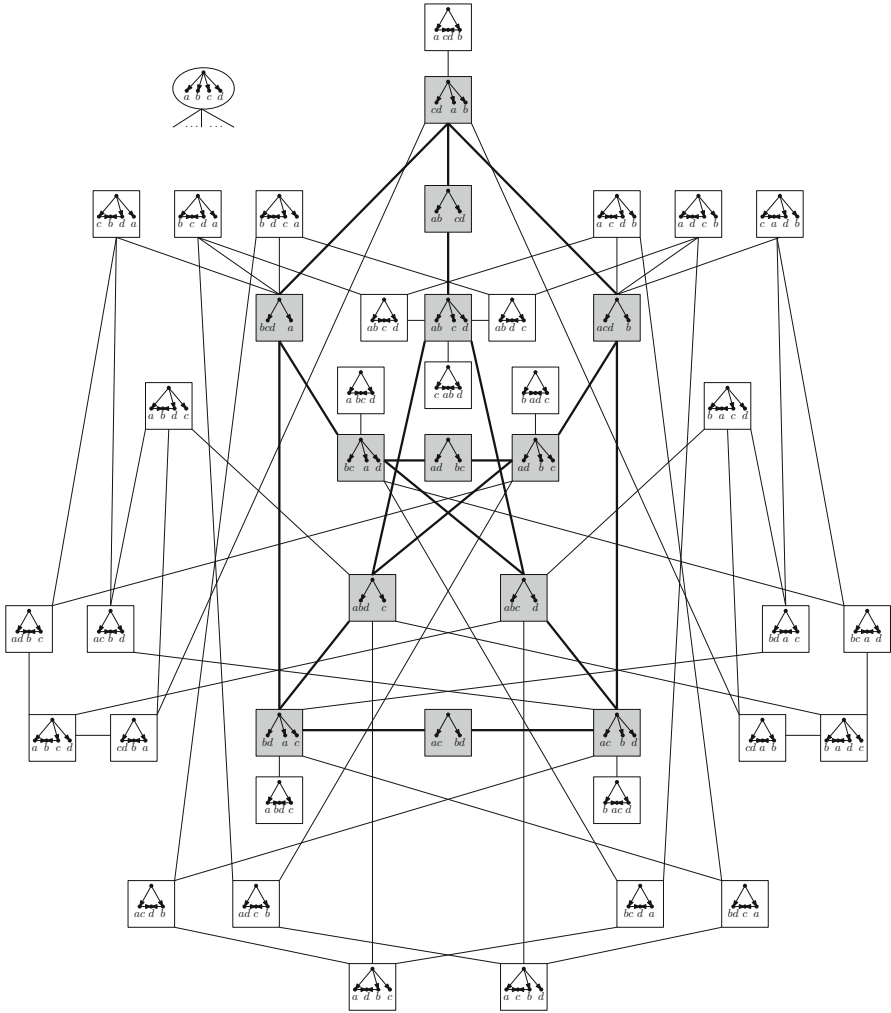 a cd b
cd a b
a b c d
... ...
c b d a
b c d a
b d c a
ab cd
a c d b
a d c b
c a d b
bcd a
ab c d
ab c d
ab d c
acd b
a bc d
c ab d
b ad c
a b d c
b a c d
bc a d
ad bc
ad b c
abd c
abc d
ad b c
ac b d
bd a c
bc a d
a b c d
cd b a
bd a c
ac bd
ac b d
cd a b
b a d c
a bd c
b ac d
ac d b
ad c b
bc d a
bd c a
a d b c
a c b d